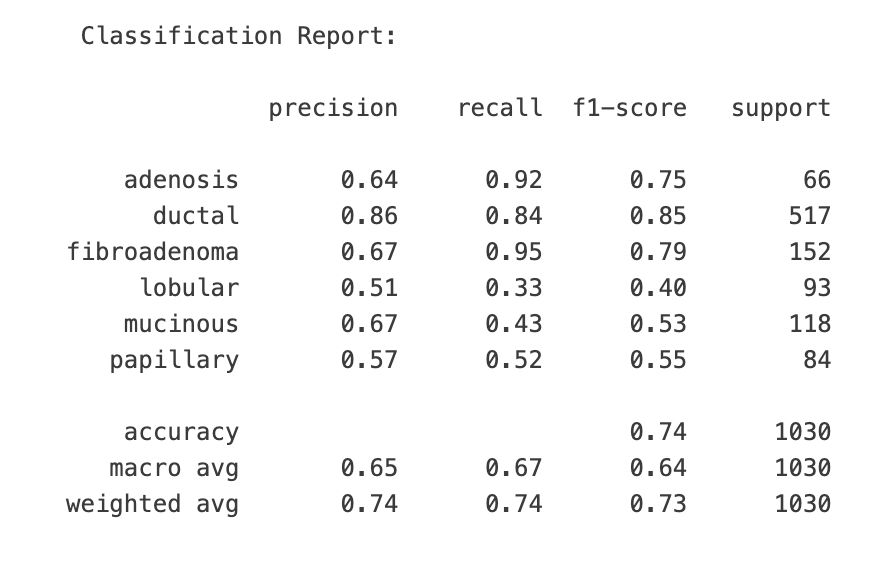 Classification Report:
precision recall f1-score support
adenosis 0.64 0.92 0.75 66
ductal 0.86 0.84 0.85 517
fibroadenoma 0.67 0.95 0.79 152
lobular 0.51 0.33 0.40 93
mucinous 0.67 0.43 0.53 118
papillary 0.57 0.52 0.55 84
accuracy 0.74 1030
macro avg 0.65 0.67 0.64 1030
weighted avg 0.74 0.74 0.73 1030